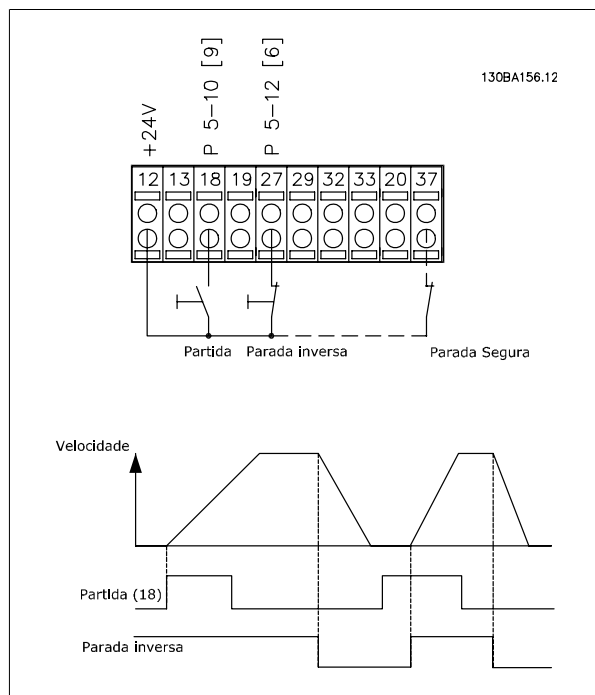 130BA156.12
+24V
P 5-10 [9]
P 5-12 [6]
12 13 18 19 27 29 32 33 20 37
Partida Parada inversa Parada Segura
Velocidade
Partida (18)
Parada inversa